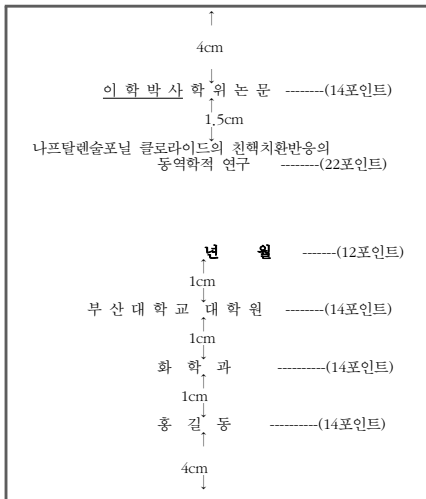 4cm
이 학 박 사 학 위 논 문 --------(14포인트)
1.5cm
나프탈렌술포닐 클로라이드의 친핵치환반응의
동역학적 연구 --------(22포인트)
년 월 -------(12포인트)
1cm
부 산 대 학 교 대 학 원 --------(14포인트)
1cm
화 학 과 ----------(14포인트)
1cm
홍 길 동 ----------(14포인트)
4cm